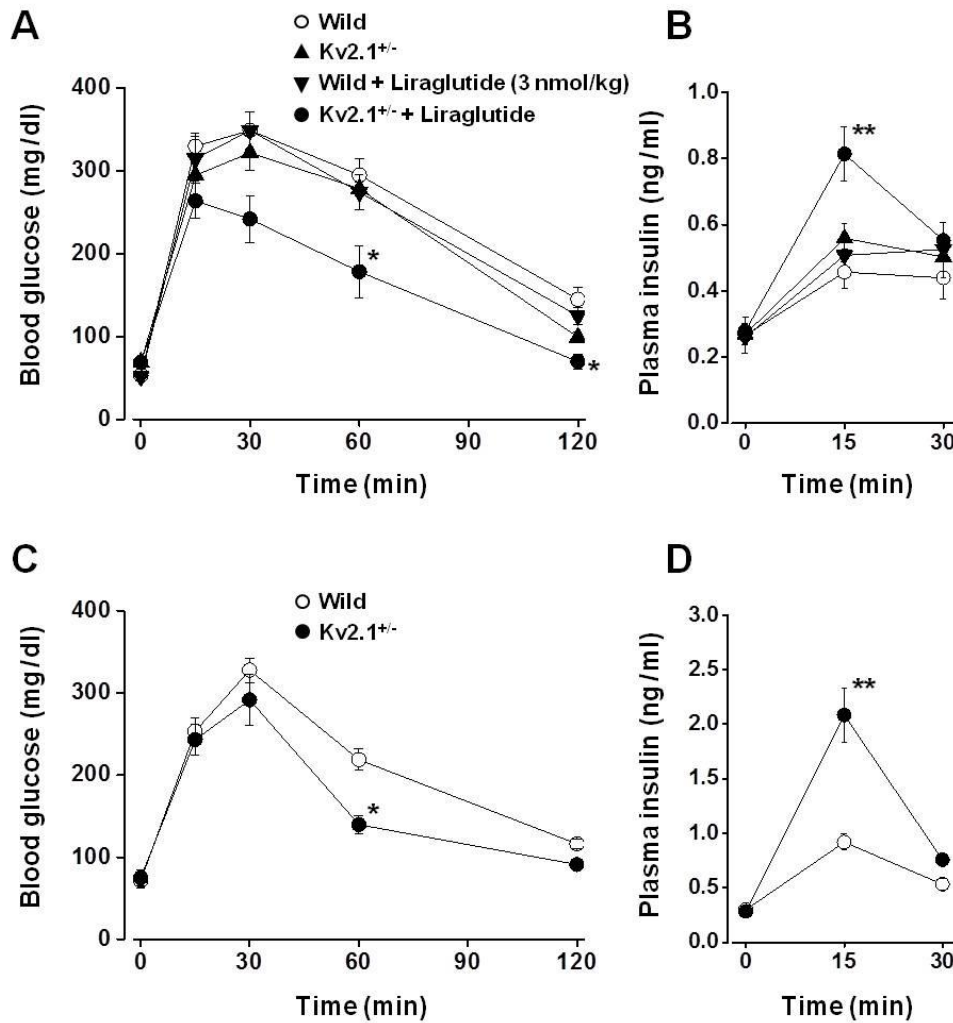 A
Wild
Kv2.1+/-
Wild + Liraglutide (3 nmol/kg)
Kv2.1+/- + Liraglutide
400
300
200
100
0
Blood glucose (mg/dl)
*
*
0 30 60 90 120
Time (min)
B
1.0
0.8
0.6
0.4
0.2
0.0
Plasma insulin (ng/ml)
**
0 15 30
Time (min)
C
Wild
Kv2.1+/-
400
300
200
100
0
Blood glucose (mg/dl)
*
0 30 60 90 120
Time (min)
D
3.0
2.5
2.0
1.5
1.0
0.5
0.0
Plasma insulin (ng/ml)
**
0 15 30
Time (min)